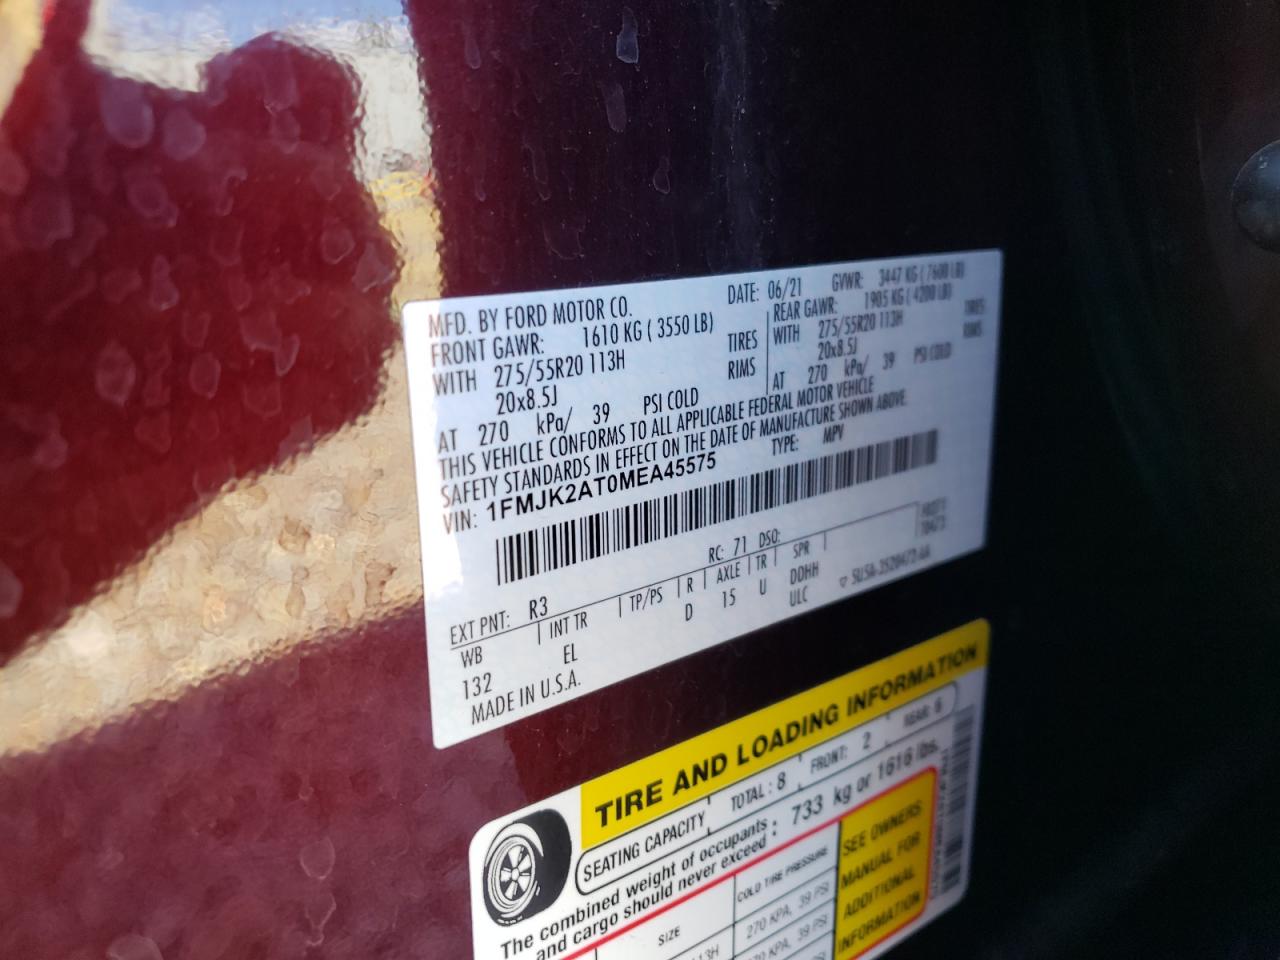 MFD. BY FORD MOTOR CO.
DATE: 06/21 GVWR: 3447 KG ( 7600 LB)
FRONT GAWR: 1610 KG ( 3550 LB)
REAR GAWR: 1905 KG ( 4200 LB)
WITH 275/55R20 113H TIRES
20x8.5J RIMS
AT 270 kPa/ 39 PSI COLD
WITH 275/55R20 113H TIRES
20x8.5J RIMS
AT 270 kPa/ 39 PSI COLD
THIS VEHICLE CONFORMS TO ALL APPLICABLE FEDERAL MOTOR VEHICLE
SAFETY STANDARDS IN EFFECT ON THE DATE OF MANUFACTURE SHOWN ABOVE.
VIN: 1FMJK2AT0MEA45575 TYPE: MPV
EXT PNT: R3 RC: 71 DSO:
WB INT TR TP/PS R AXLE TR SPR
132 EL D 15 U DDHH
ULC
MADE IN U.S.A.
TIRE AND LOADING INFORMATION
SEATING CAPACITY TOTAL : 8 FRONT: 2 REAR: 6
The combined weight of occupants : 733 kg or 1616 lbs.
and cargo should never exceed
SIZE COLD TIRE PRESSURE
113H 270 KPA, 39 PSI
KPA, 39 PSI
SEE OWNERS
MANUAL FOR
ADDITIONAL
INFORMATION